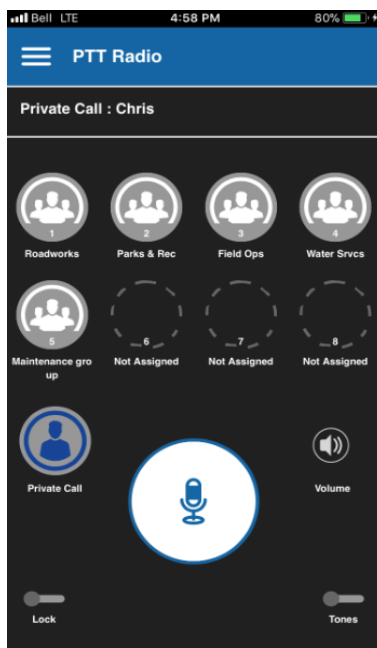 Bell LTE 4:58 PM 80%
PTT Radio
Private Call : Chris
1 2 3 4
Roadworks Parks & Rec Field Ops Water Srvcs
5 6 7 8
Maintenance gro Not Assigned Not Assigned Not Assigned
up
Private Call Volume
Lock Tones